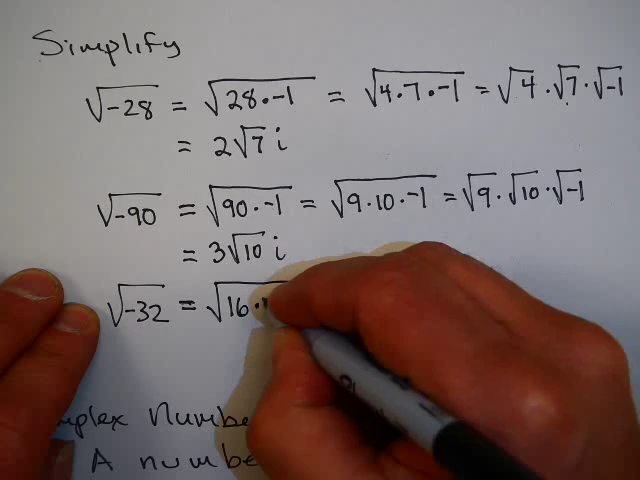 Simplify
√-28 = √28·-1 = √4·7·-1 = √4·√7·√-1
= 2√7 i
√-90 = √90·-1 = √9·10·-1 = √9·√10·√-1
= 3√10 i
√-32 = √16·
mplex Numbe
A numbe